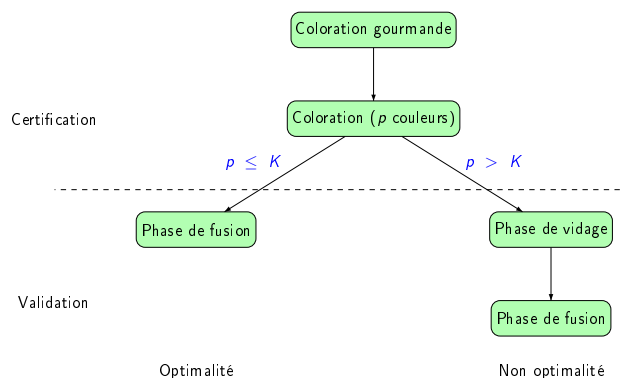 Coloration gourmande
Certification
Coloration (p couleurs)
p ≤ K
p > K
Phase de fusion
Phase de vidage
Validation
Phase de fusion
Optimalité
Non optimalité